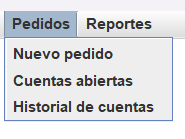 Pedidos Reportes
Nuevo pedido
Cuentas abiertas
Historial de cuentas